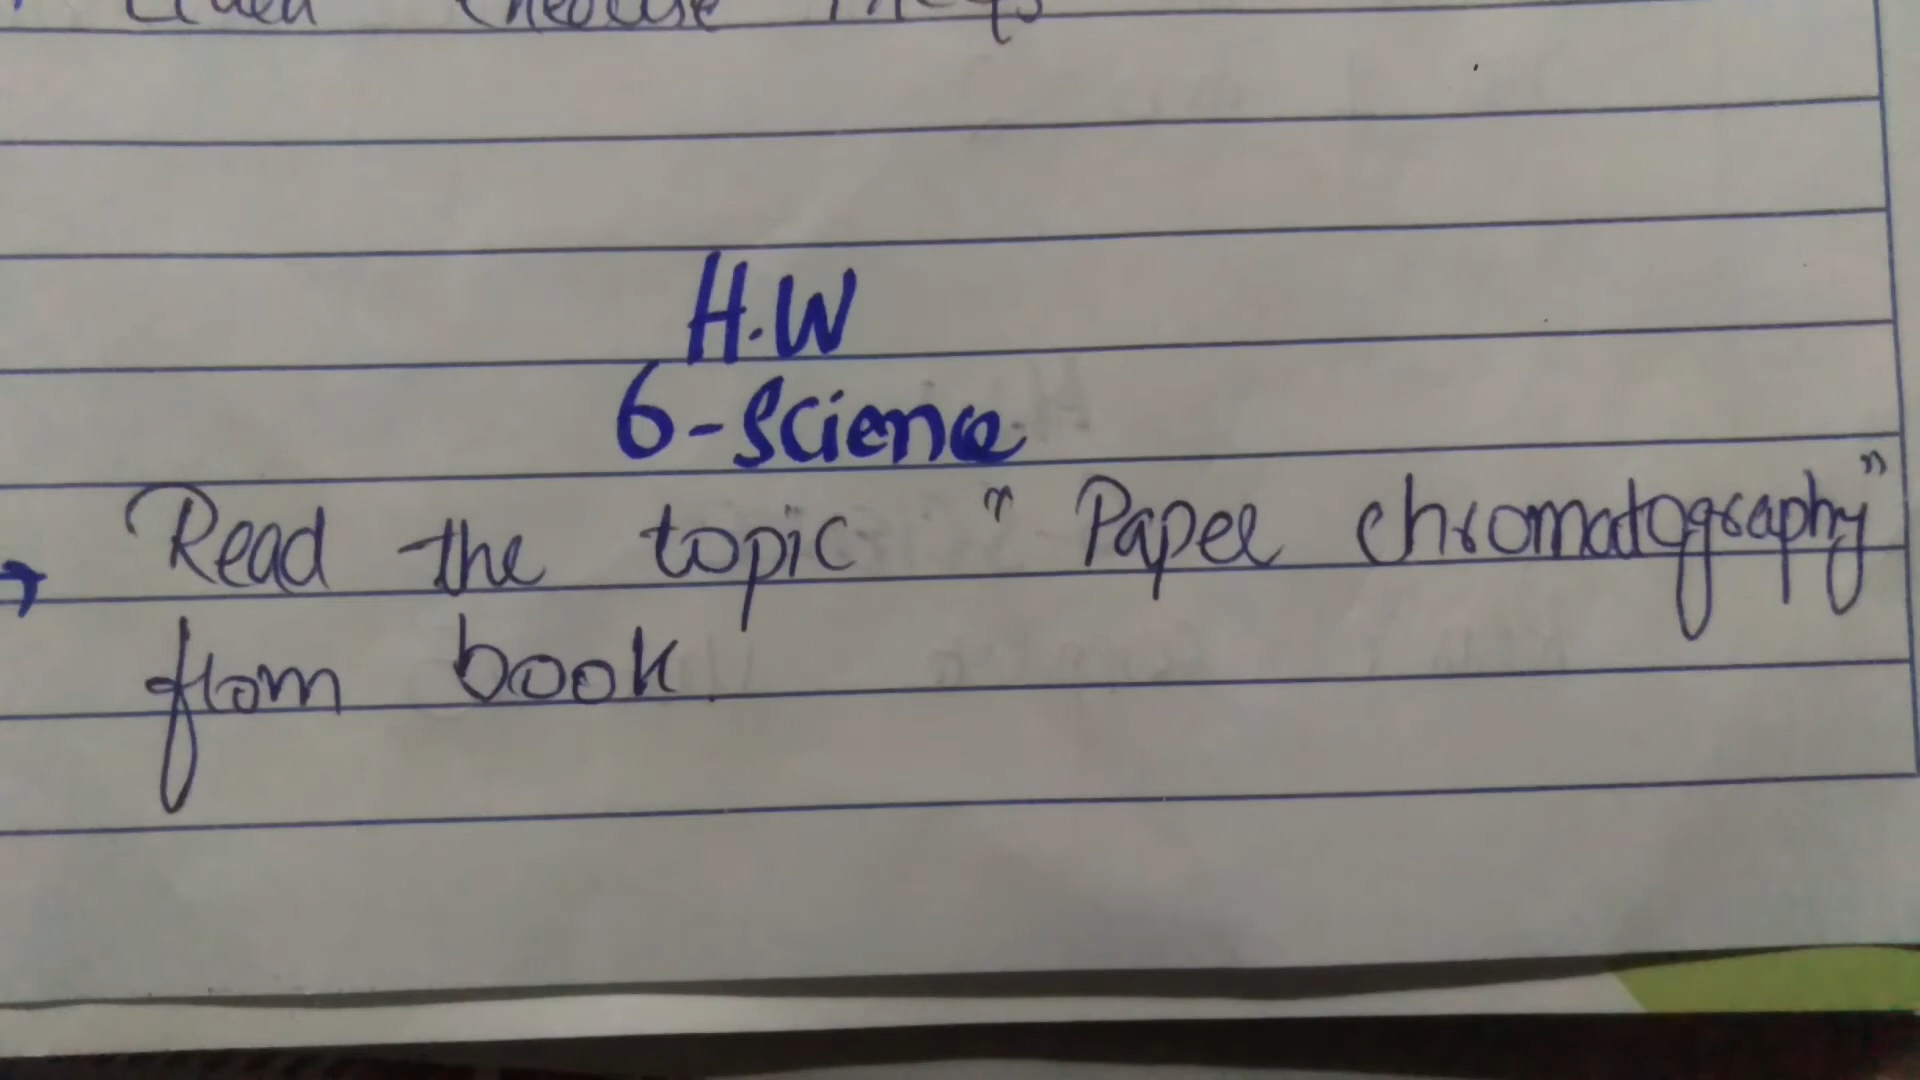 H.W
6-Science
→ Read the topic "Paper chromatography"
from book.